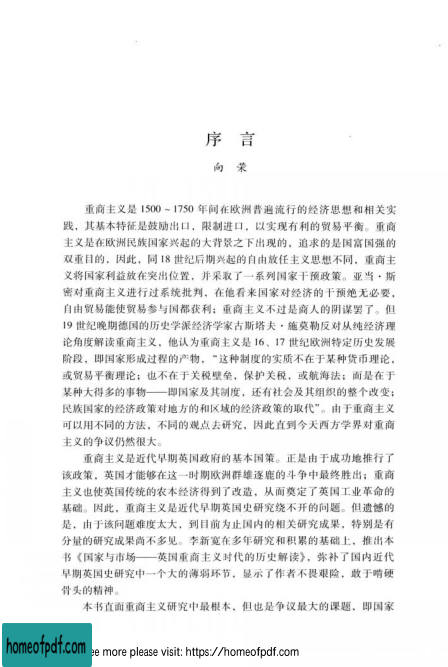 序 言
向 荣
重商主义是 1500 ~ 1750 年间在欧洲普遍流行的经济思想和相关实
践，其基本特征是鼓励出口，限制进口，以实现有利的贸易平衡。重商
主义是在欧洲民族国家兴起的大背景之下出现的，追求的是国富国强的
双重目的，因此，同 18 世纪后期兴起的自由放任主义思想不同，重商主
义将国家利益放在突出位置，并采取了一系列国家干预政策。亚当·斯
密对重商主义进行过系统批判，在他看来国家对经济的干预绝无必要，
自由贸易能使贸易参与国都获利；重商主义不过是商人的阴谋罢了。但
19 世纪晚期德国的历史学派经济学家古斯塔夫·施莫勒反对从纯经济理
论角度解读重商主义，他认为重商主义是 16、17 世纪欧洲特定历史发展
阶段，即国家形成过程的产物，“这种制度的实质不在于某种货币理论，
或贸易平衡理论；也不在于关税壁垒，保护关税，或航海法；而是在于
某种大得多的事物——即国家及其制度，还有社会及其组织的整个改变；
民族国家的经济政策对地方的和区域的经济政策的取代”。由于重商主义
可以用不同的方法，不同的观点去研究，因此直到今天西方学界对重商
主义的争议仍然很大。
重商主义是近代早期英国政府的基本国策。正是由于成功地推行了
该政策，英国才能够在这一时期欧洲群雄逐鹿的斗争中最终胜出；重商
主义也使英国传统的农本经济得到了改造，从而奠定了英国工业革命的
基础。因此，重商主义是近代早期英国史研究绕不开的问题。但遗憾的
是，由于该问题难度太大，到目前为止国内的相关研究成果，特别是有
分量的研究成果尚不多见。李新宽在多年研究和积累的基础上，推出本
书《国家与市场——英国重商主义时代的历史解读》，弥补了国内近代
早期英国史研究中一个大的薄弱环节，显示了作者不畏艰险，敢于啃硬
骨头的精神。
本书直面重商主义研究中最根本，但也是争议最大的课题，即国家
homeofpdf.com
ee more please visit: https://homeofpdf.com